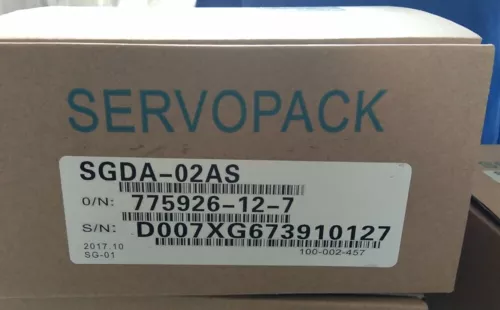 SERVOPACK
SGDA-02AS
O/N: 775926-12-7
S/N: D007XG673910127
2017.10
SG-01 100-002-457